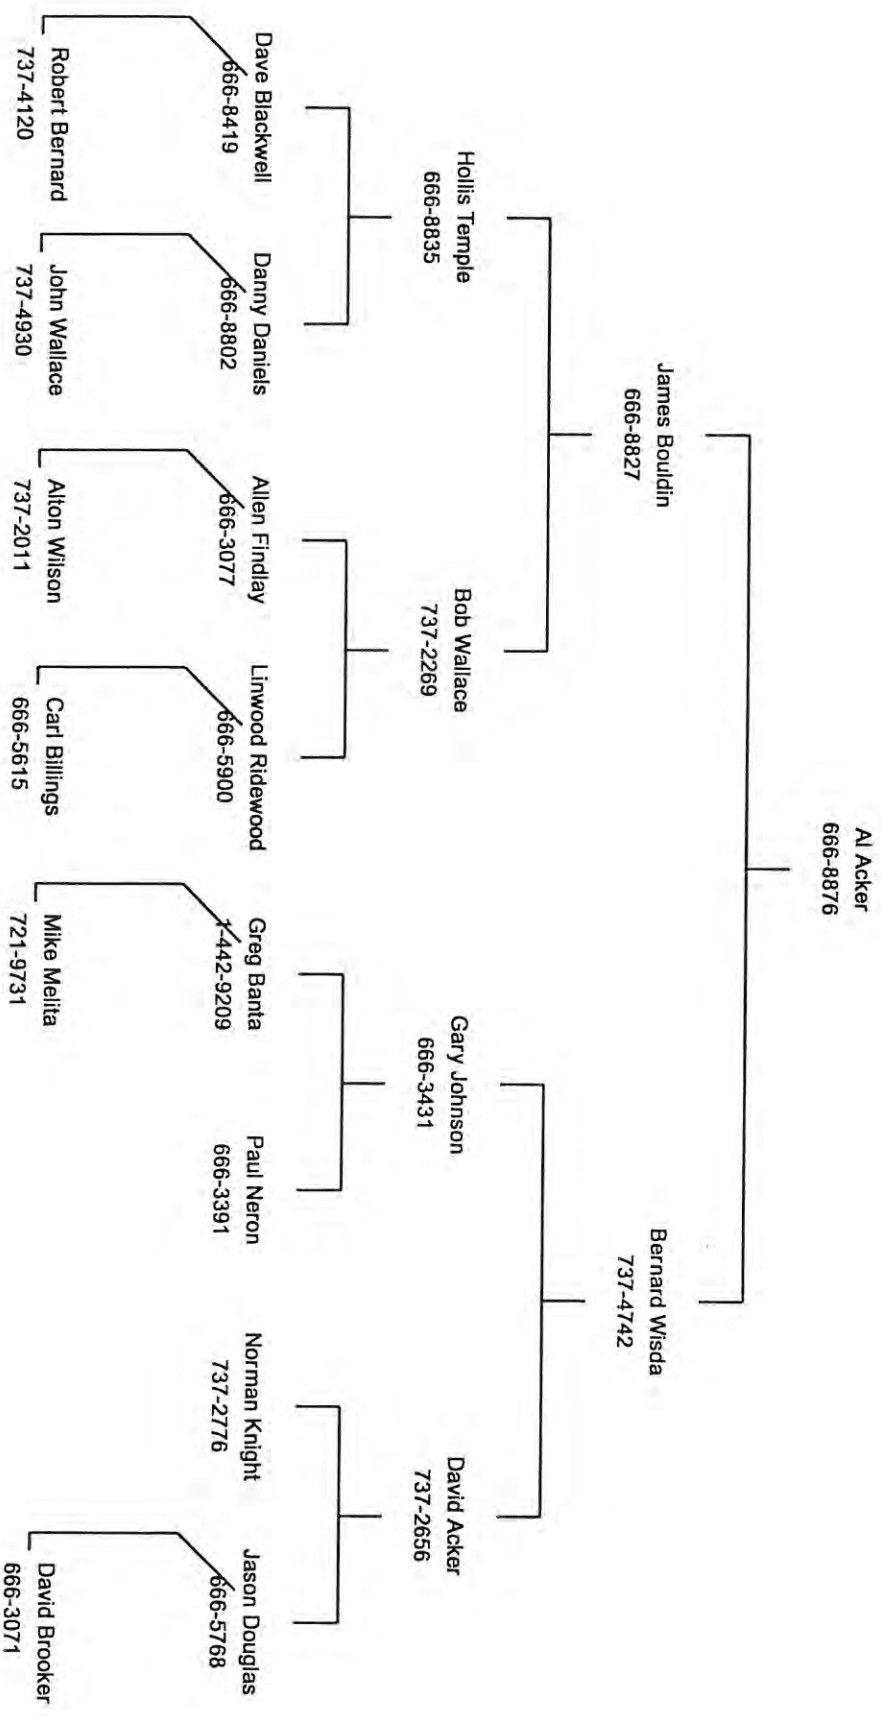 Al Acker
666-8876
James Bouldin
666-8827
Bernard Wisda
737-4742
Hollis Temple
666-8835
Bob Wallace
737-2269
Gary Johnson
666-3431
David Acker
737-2656
Dave Blackwell
666-8419
Danny Daniels
666-8802
Allen Findlay
666-3077
Linwood Ridewood
666-5900
Greg Banta
1-442-9209
Paul Neron
666-3391
Norman Knight
737-2776
Jason Douglas
666-5768
Robert Bernard
737-4120
John Wallace
737-4930
Alton Wilson
737-2011
Carl Billings
666-5615
Mike Melita
721-9731
David Brooker
666-3071